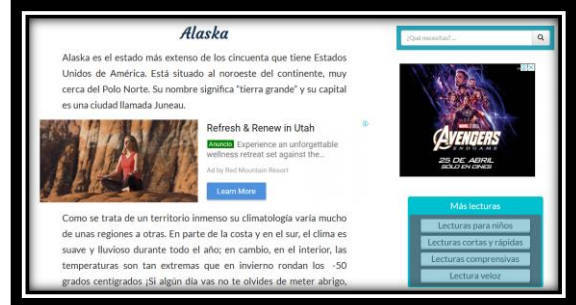 Alaska
Alaska es el estado más extenso de los cincuenta que tiene Estados
Unidos de América. Está situado al noroeste del continente, muy
cerca del Polo Norte. Su nombre significa "tierra grande" y su capital
es una ciudad llamada Juneau.
Refresh & Renew in Utah
Anuncio Experience an unforgettable
wellness retreat set against the...
Ad by Red Mountain Resort
Learn More
Como se trata de un territorio inmenso su climatología varía mucho
de unas regiones a otras. En parte de la costa y en el sur, el clima es
suave y lluvioso durante todo el año; en cambio, en el interior, las
temperaturas son tan extremas que en invierno rondan los -50
grados centígrados ¡Si algún día vas no te olvides de meter abrigo,
¿Qué necesitas? ...
AVENGERS
ENDGAME
25 DE ABRIL
SÓLO EN CINES
Más lecturas
Lecturas para niños
Lecturas cortas y rápidas
Lecturas comprensivas
Lectura veloz